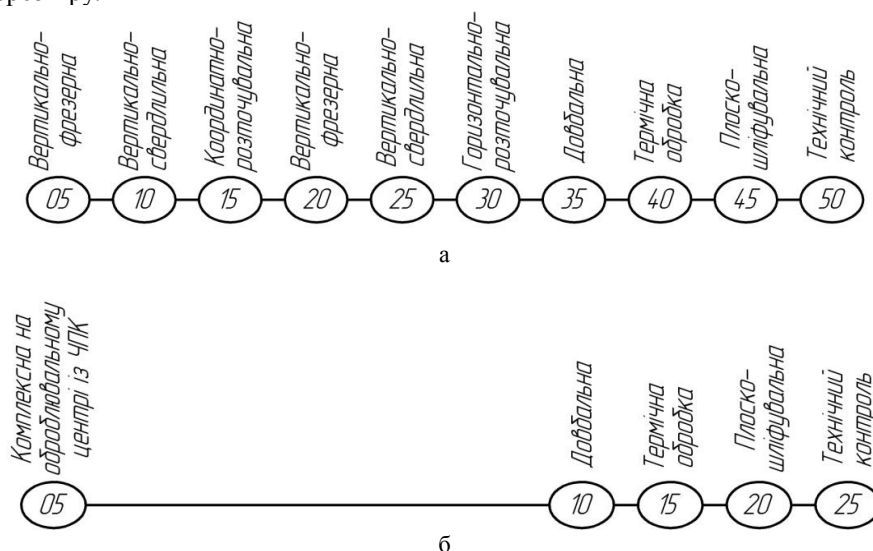 Вертикально-
фрезерна
Вертикально-
свердлильна
Координатно-
розточувальна
Вертикально-
фрезерна
Вертикально-
свердлильна
Горизонтально-
розточувальна
Довбальна
Термічна
обробка
Плоско-
шліфувальна
Технічний
контроль
05
10
15
20
25
30
35
40
45
50
а
Комплексна на
оброблювальному
центрі із ЧПК
Довбальна
Термічна
обробка
Плоско-
шліфувальна
Технічний
контроль
05
10
15
20
25
б